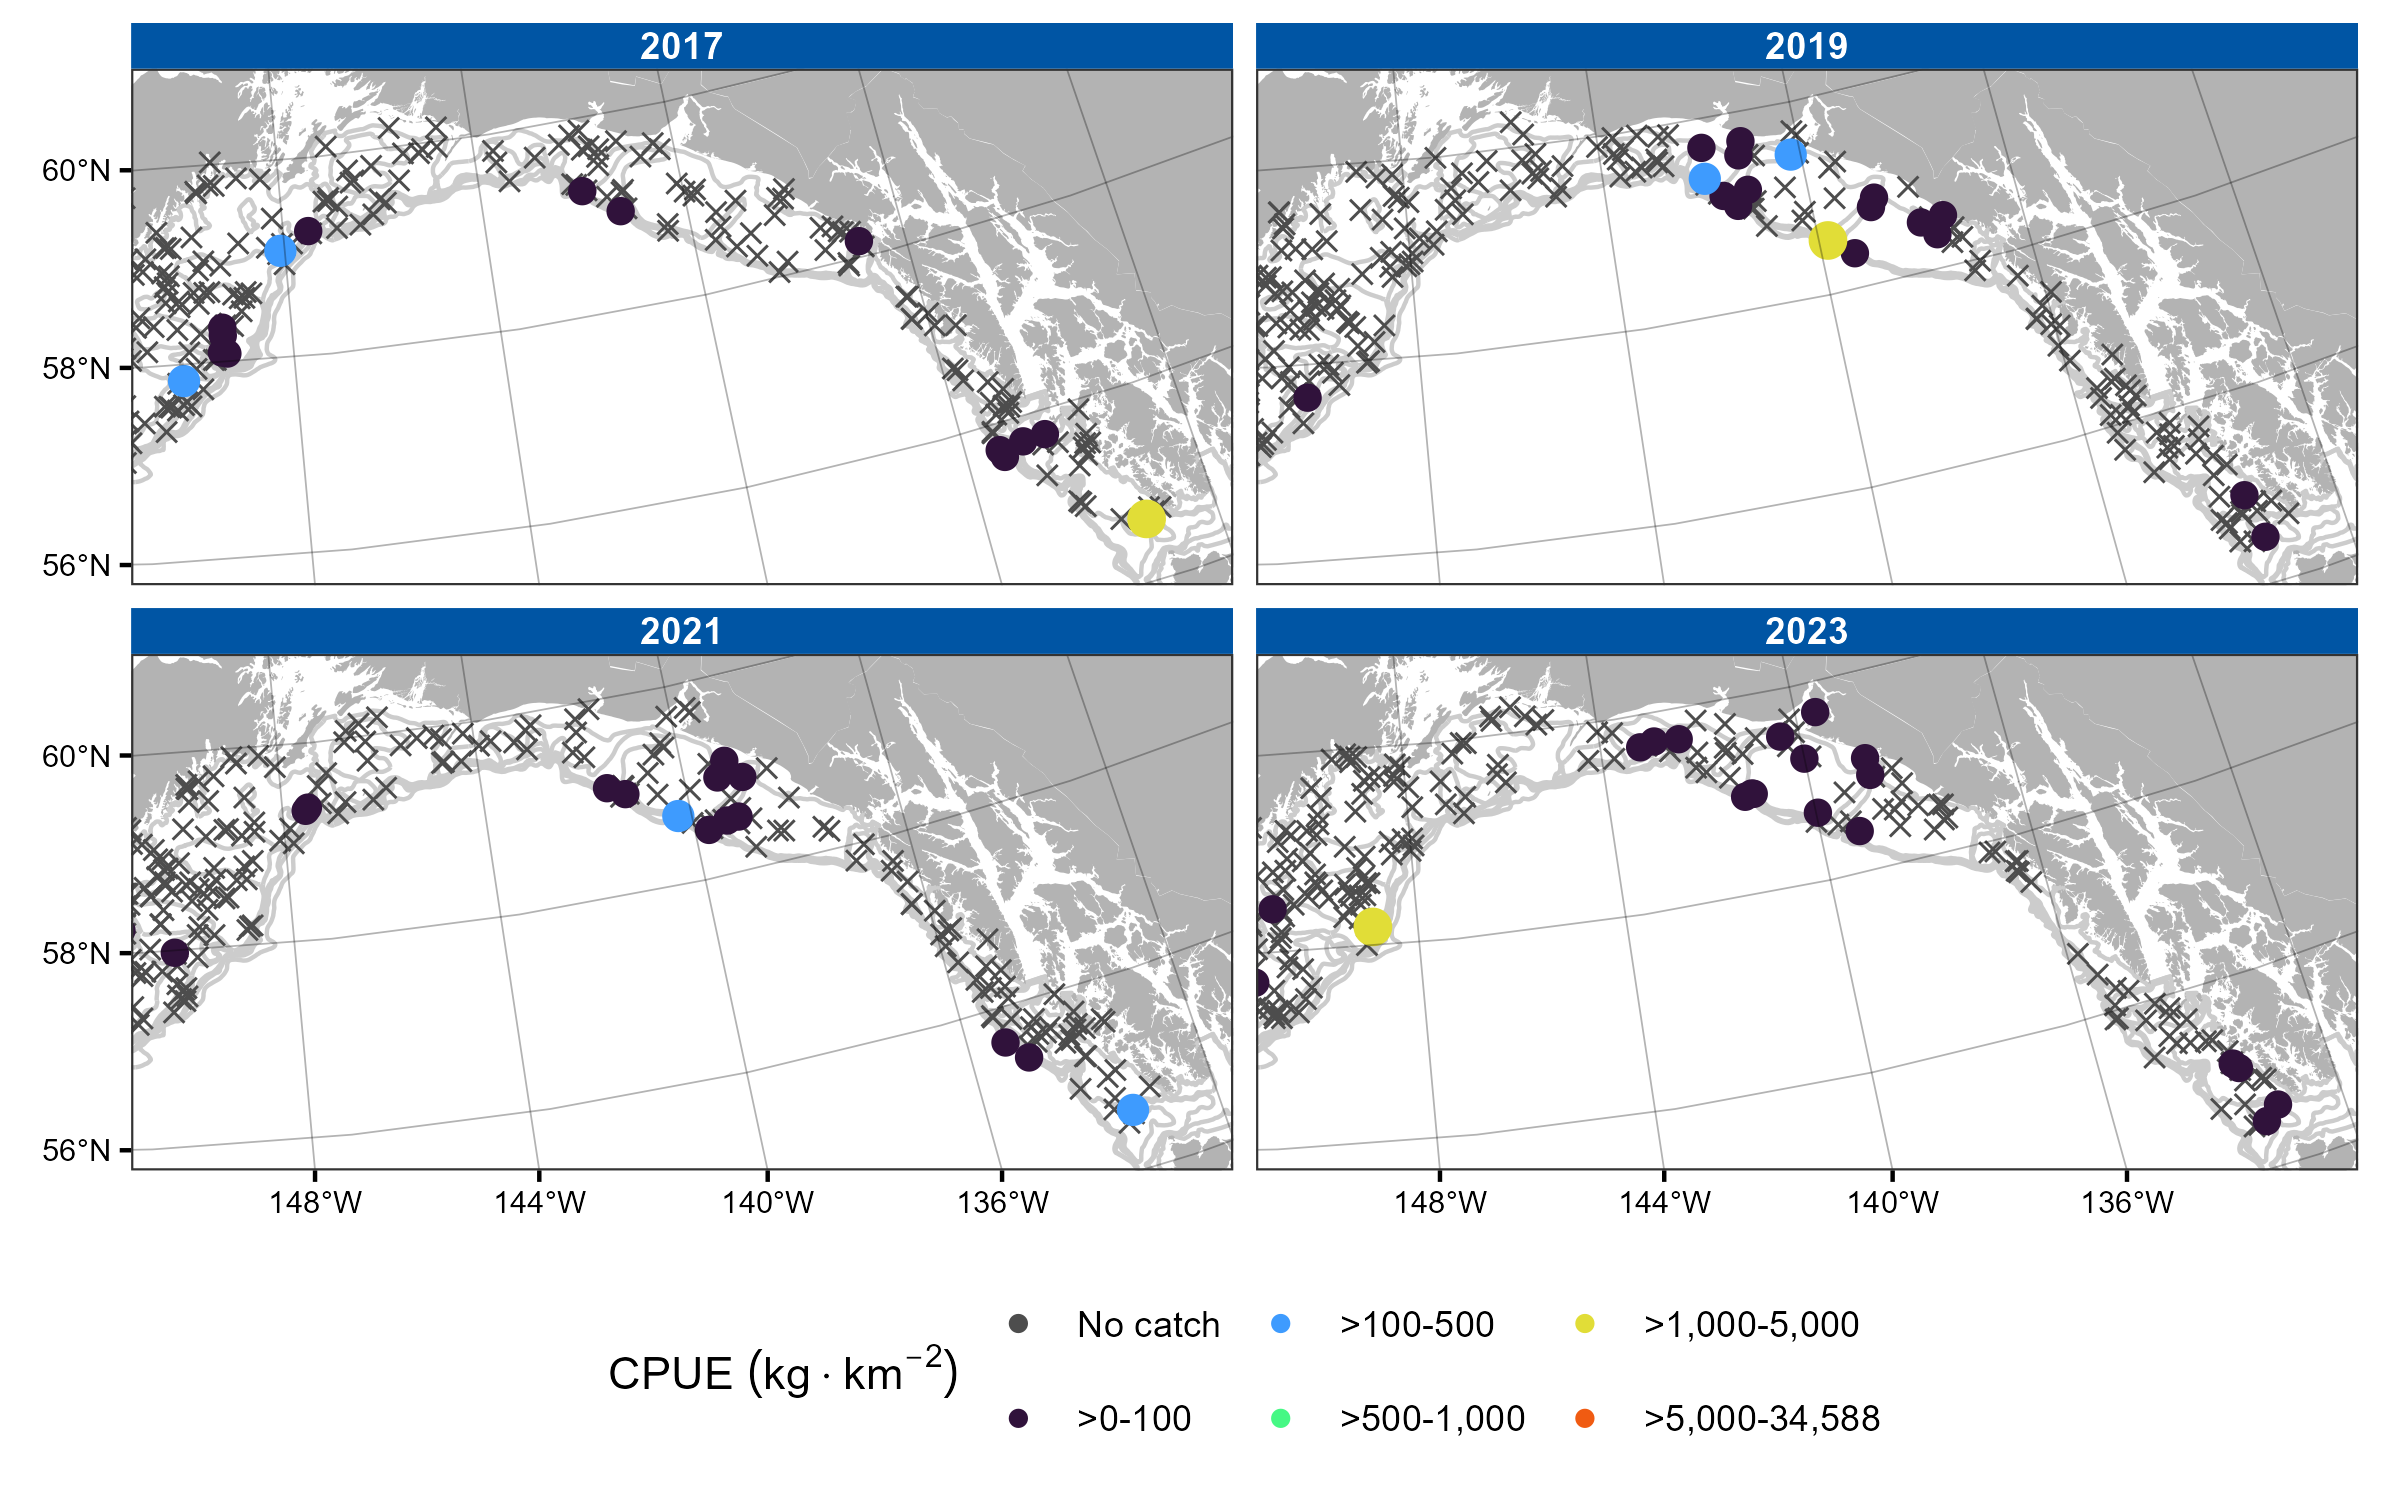 2017
2019
60°N
58°N
56°N
2021
2023
60°N
58°N
56°N
148°W 144°W 140°W 136°W 148°W 144°W 140°W 136°W
No catch >100-500 >1,000-5,000
CPUE (kg · km⁻²)
>0-100 >500-1,000 >5,000-34,588